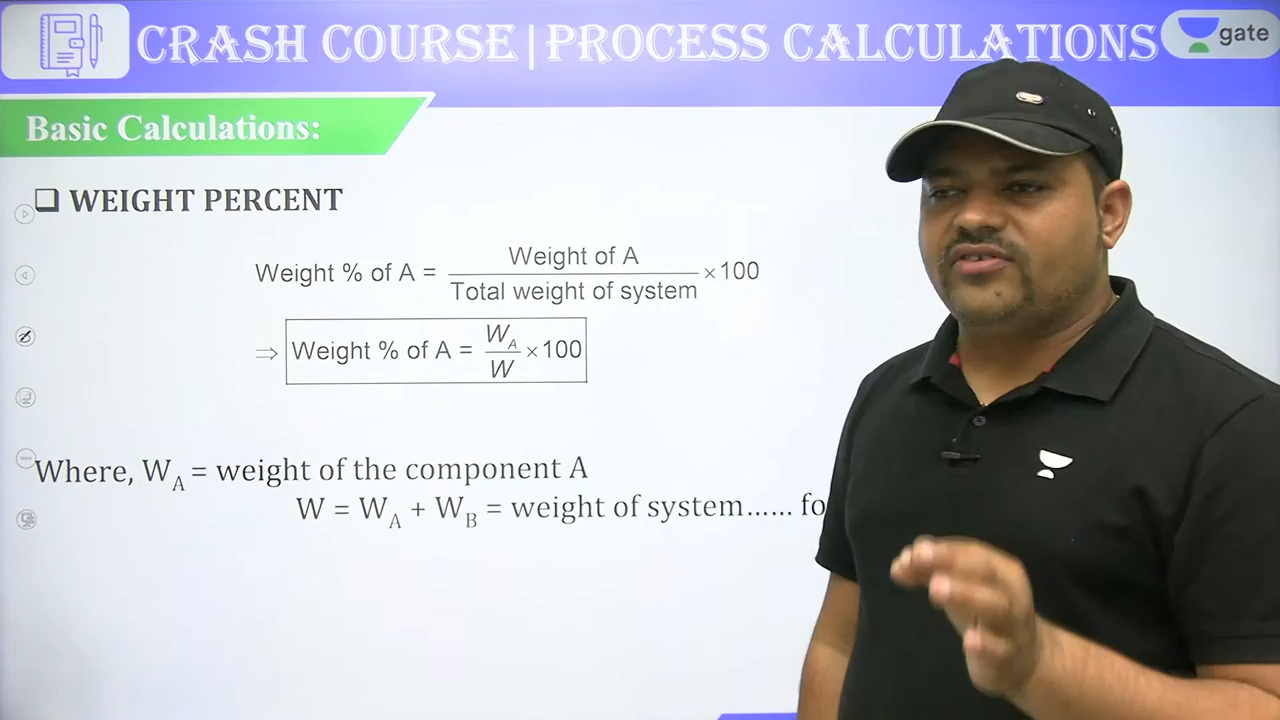 CRASH COURSE|PROCESS CALCULATIONS
gate
Basic Calculations:
❑ WEIGHT PERCENT
Weight % of A = Weight of A / Total weight of system ×100
⇒ Weight % of A = W_A / W ×100
Where, W_A = weight of the component A
W = W_A + W_B = weight of system......